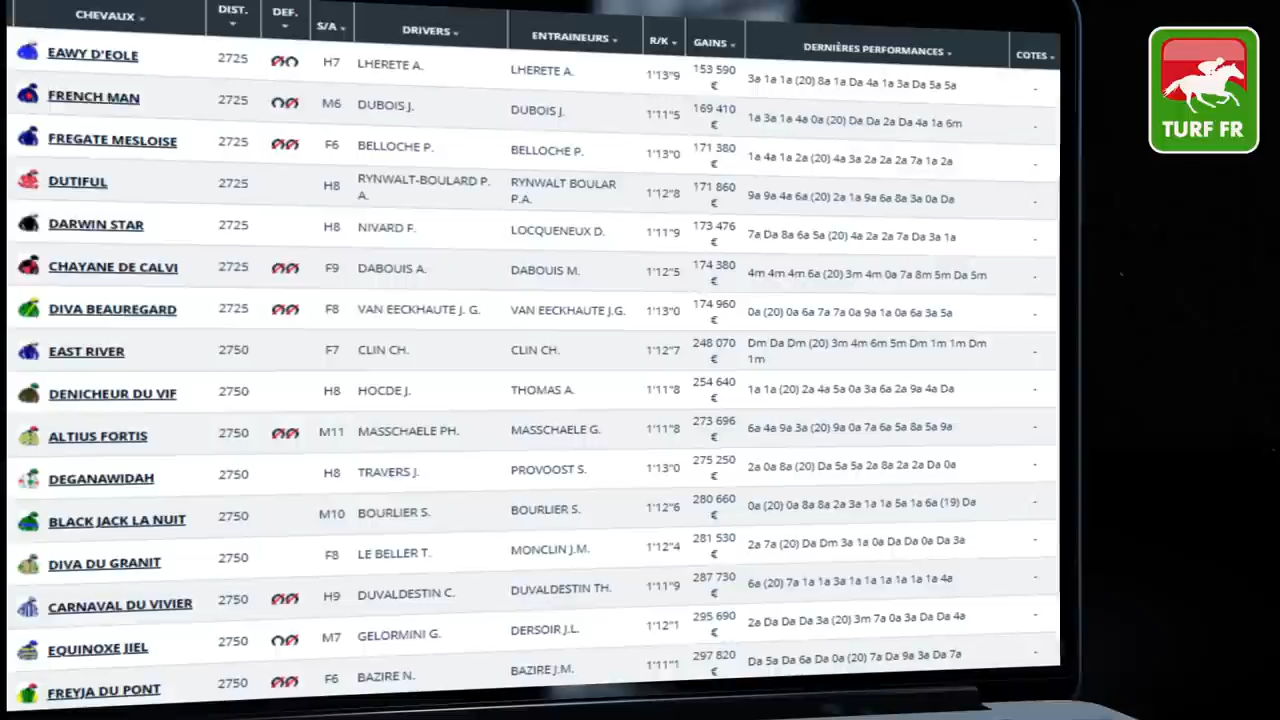 CHEVAUX DIST. DEF. S/A DRIVERS ENTRAINEURS R/K GAINS DERNIÈRES PERFORMANCES COTES
EAWY D'EOLE 2725 H7 LHERETE A. LHERETE A. 1'13"9 153 590 3a 1a 1a (20) 8a 1a Da 4a 1a 3a Da 5a 5a -
FRENCH MAN 2725 M6 DUBOIS J. DUBOIS J. 1'11"5 169 410 € 1a 3a 1a 4a 0a (20) Da Da 2a Da 4a 1a 6m -
FREGATE MESLOISE 2725 F6 BELLOCHE P. BELLOCHE P. 1'13"0 171 380 € 1a 4a 1a 2a (20) 4a 3a 2a 2a 2a 7a 1a 2a -
DUTIFUL 2725 H8 RYNWALT-BOULARD P. A. RYNWALT BOULAR P.A. 1'12"8 171 860 € 9a 9a 4a 6a (20) 2a 1a 9a 6a 8a 3a 0a Da -
DARWIN STAR 2725 H8 NIVARD F. LOCQUENEUX D. 1'11"9 173 476 € 7a Da 8a 6a 5a (20) 4a 2a 2a 7a Da 3a 1a -
CHAYANE DE CALVI 2725 F9 DABOUIS A. DABOUIS M. 1'12"5 174 380 € 4m 4m 4m 6a (20) 3m 4m 0a 7a 8m 5m Da 5m -
DIVA BEAUREGARD 2725 F8 VAN EECKHAUTE J. G. VAN EECKHAUTE J.G. 1'13"0 174 960 € 0a (20) 0a 6a 7a 7a 0a 9a 1a 0a 6a 3a 5a -
EAST RIVER 2750 F7 CLIN CH. CLIN CH. 1'12"7 248 070 € Dm Da Dm (20) 3m 4m 6m 5m Dm 1m 1m Dm 1m -
DENICHEUR DU VIF 2750 H8 HOCDE J. THOMAS A. 1'11"8 254 640 € 1a 1a (20) 2a 4a 5a 0a 3a 6a 2a 9a 4a Da -
ALTIUS FORTIS 2750 M11 MASSCHAELE PH. MASSCHAELE G. 1'11"8 273 696 € 6a 4a 9a 3a (20) 9a 0a 7a 6a 5a 8a 5a 9a -
DEGANAWIDAH 2750 H8 TRAVERS J. PROVOOST S. 1'13"0 275 250 € 2a 0a 8a (20) Da 5a 5a 2a 8a 2a 2a Da 0a -
BLACK JACK LA NUIT 2750 M10 BOURLIER S. BOURLIER S. 1'12"6 280 660 € 0a (20) 0a 8a 8a 2a 3a 1a 1a 5a 1a 6a (19) Da -
DIVA DU GRANIT 2750 F8 LE BELLER T. MONCLIN J.M. 1'12"4 281 530 € 2a 7a (20) Da Dm 3a 1a 0a Da Da 0a Da 3a -
CARNAVAL DU VIVIER 2750 H9 DUVALDESTIN C. DUVALDESTIN TH. 1'11"9 287 730 € 6a (20) 7a 1a 1a 3a 1a 1a 1a 1a 1a 1a 4a -
EQUINOXE JIEL 2750 M7 GELORMINI G. DERSOIR J.L. 1'12"1 295 690 € 2a Da Da Da 3a (20) 3m 7a 0a 3a Da Da 4a -
FREYJA DU PONT 2750 F6 BAZIRE N. BAZIRE J.M. 1'11"1 297 820 € Da 5a Da 6a Da 0a (20) 7a Da 9a 3a Da 7a -
TURF FR